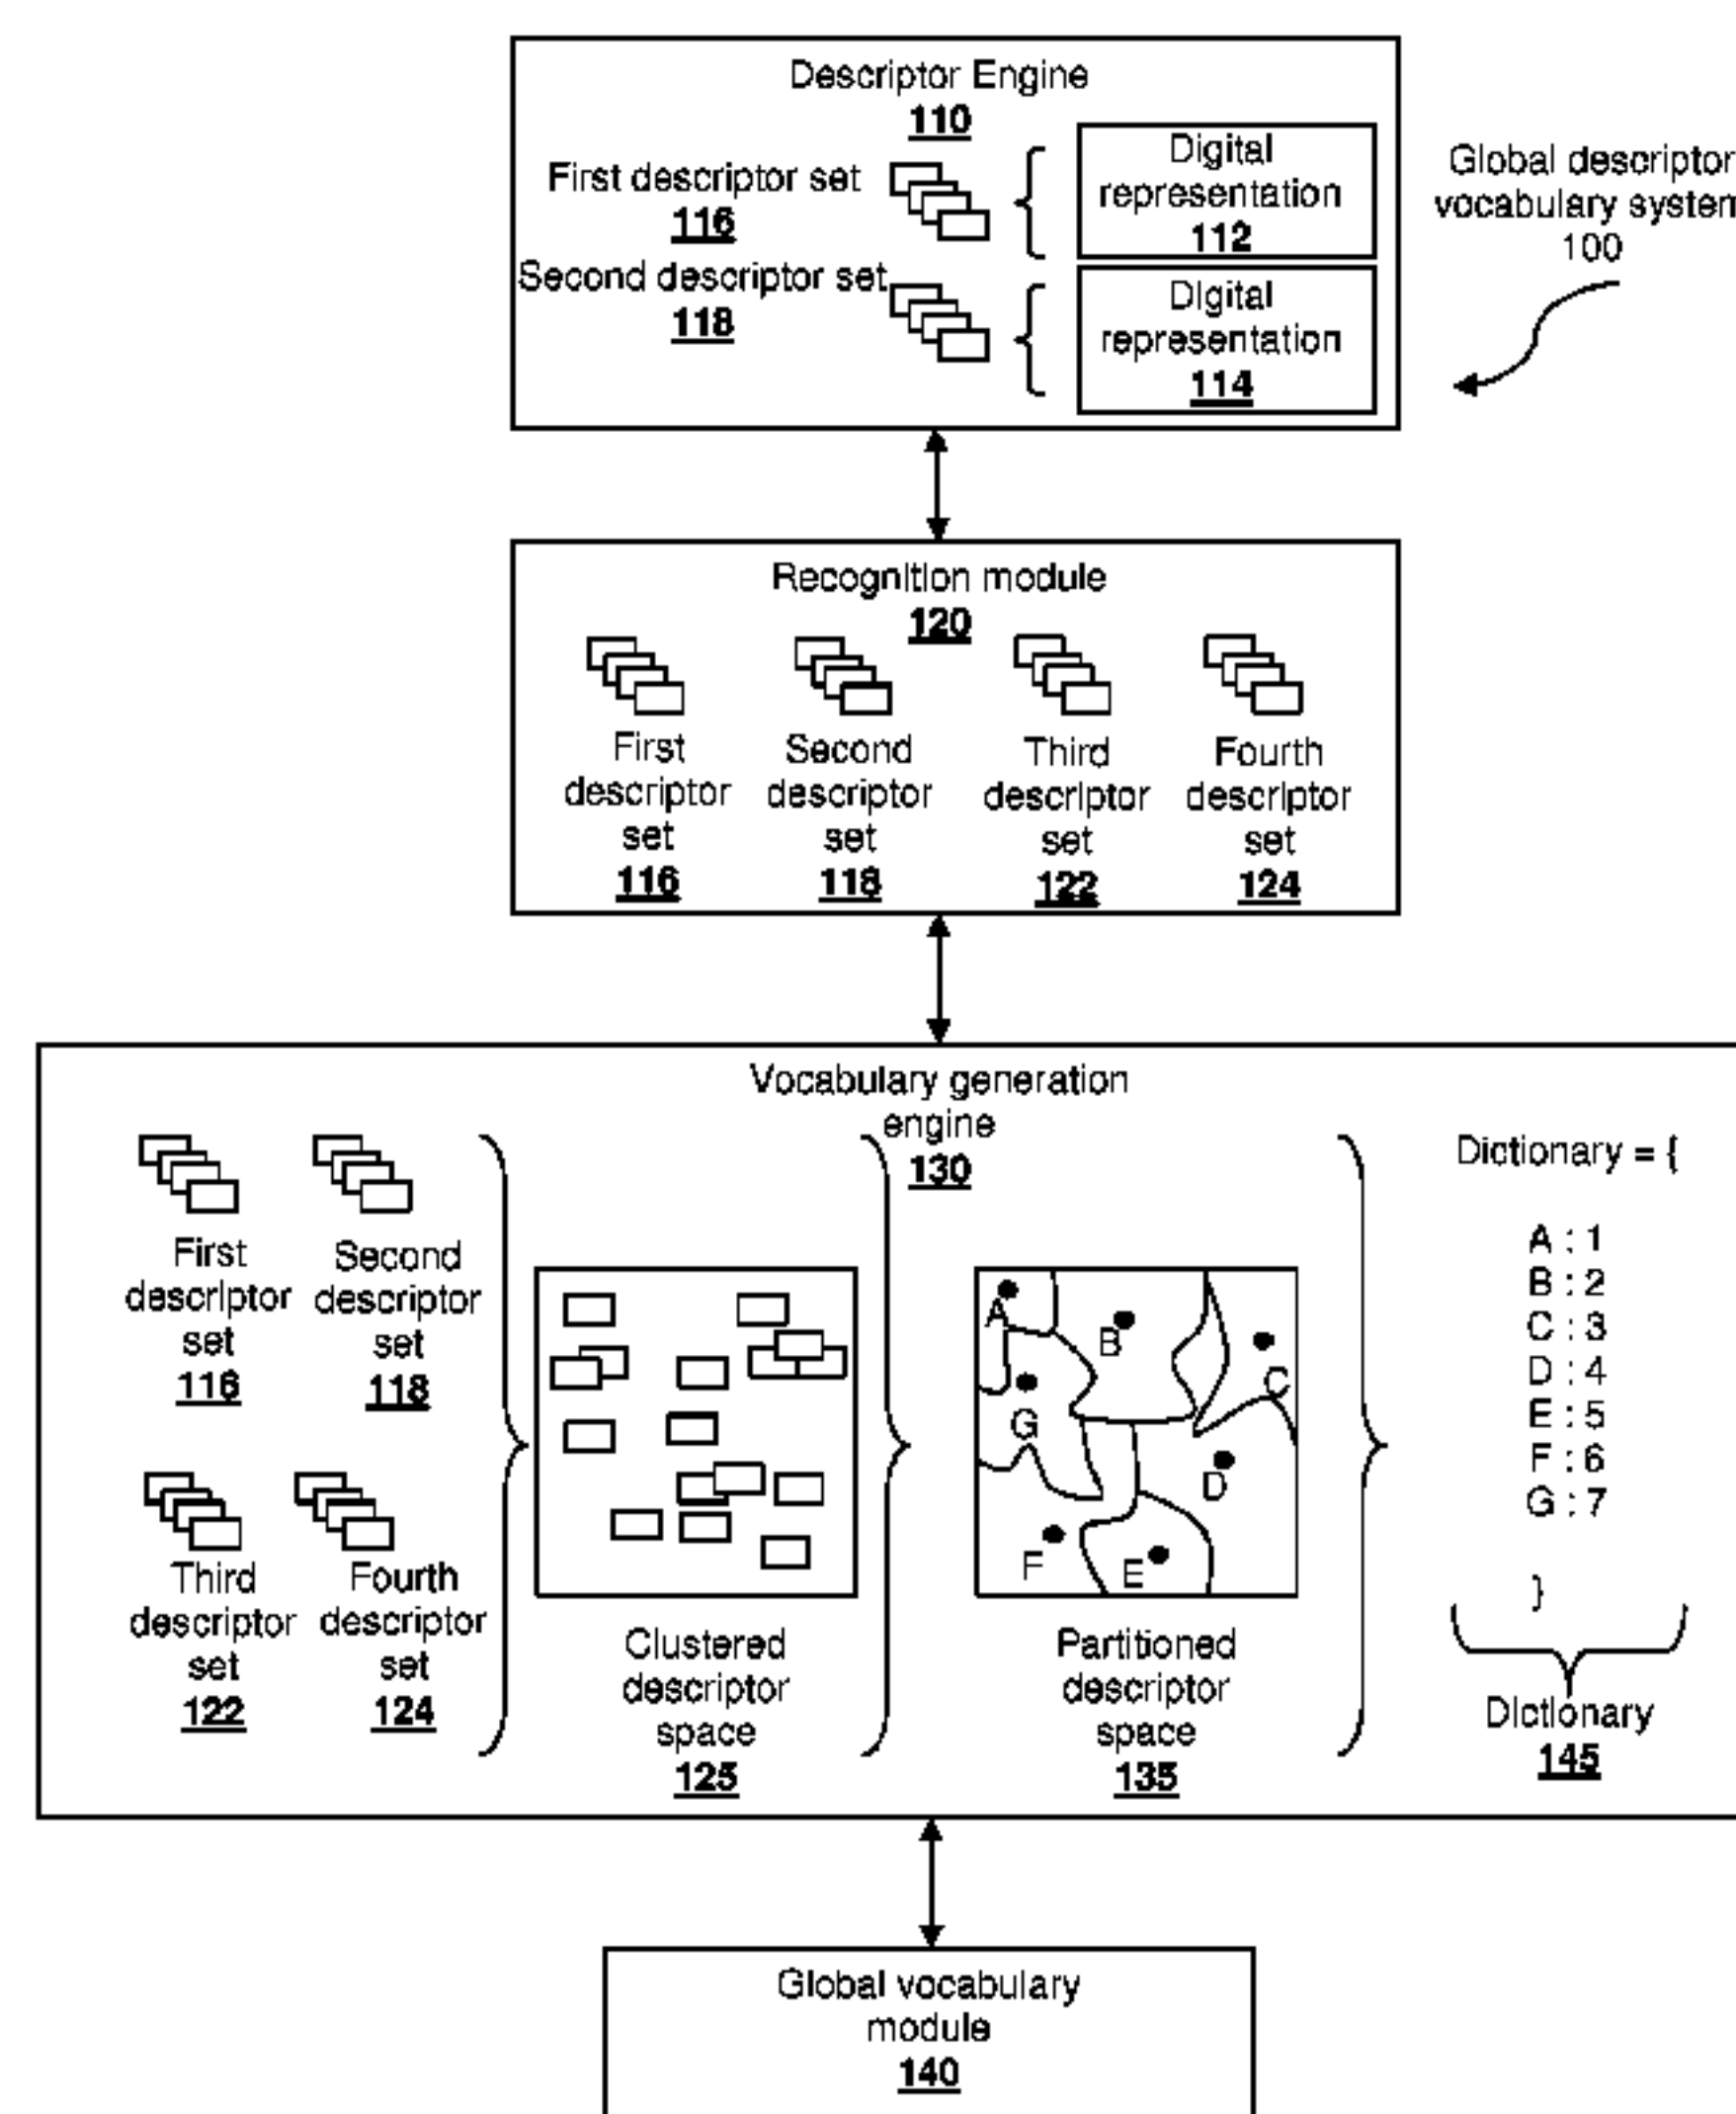 Descriptor Engine
110
First descriptor set
116
Second descriptor set
118
Digital
representation
112
Digital
representation
114
Global descriptor
vocabulary system
100
Recognition module
120
First
descriptor
set
116
Second
descriptor
set
118
Third
descriptor
set
122
Fourth
descriptor
set
124
Vocabulary generation
engine
130
First
descriptor
set
116
Second
descriptor
set
118
Third
descriptor
set
122
Fourth
descriptor
set
124
Clustered
descriptor
space
125
A
B
C
G
D
F
E
Partitioned
descriptor
space
135
Dictionary = {
A : 1
B : 2
C : 3
D : 4
E : 5
F : 6
G : 7
}
Dictionary
145
Global vocabulary
module
140